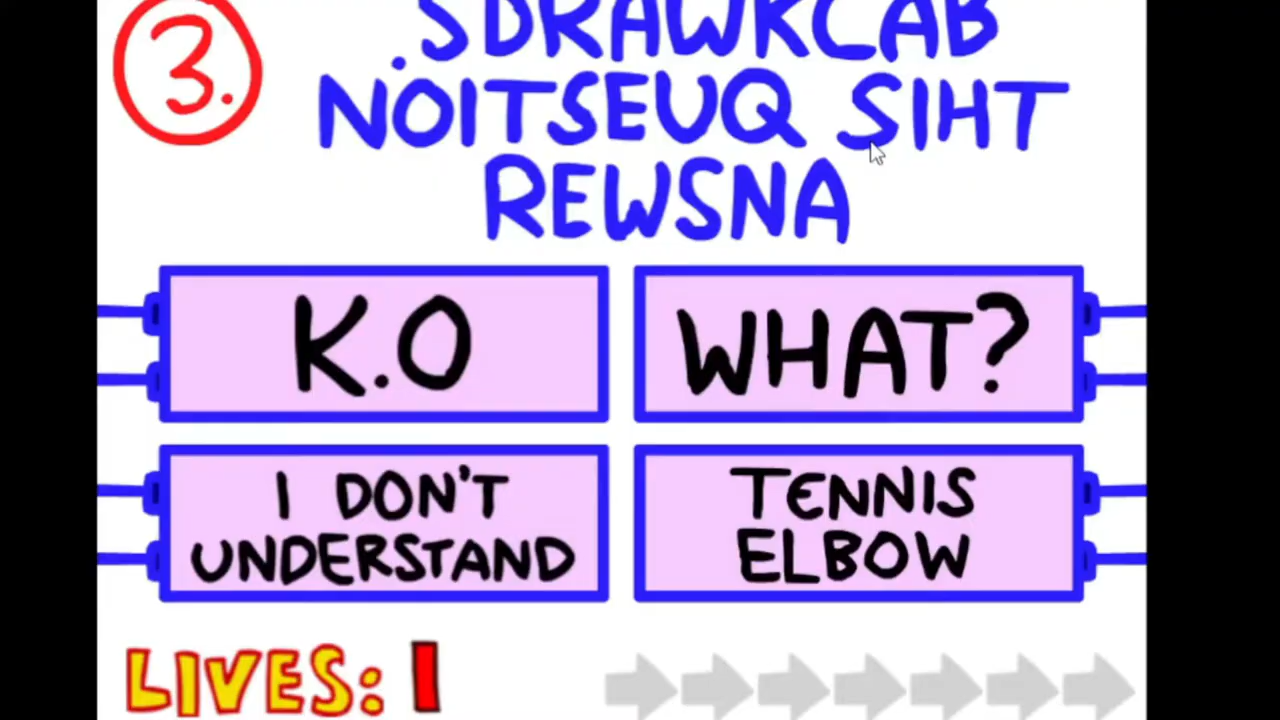 3.
.SDRAWKCAB
NOITSEUQ SIHT
REWSNA
K.O
WHAT?
I DON'T
UNDERSTAND
TENNIS
ELBOW
LIVES: 1